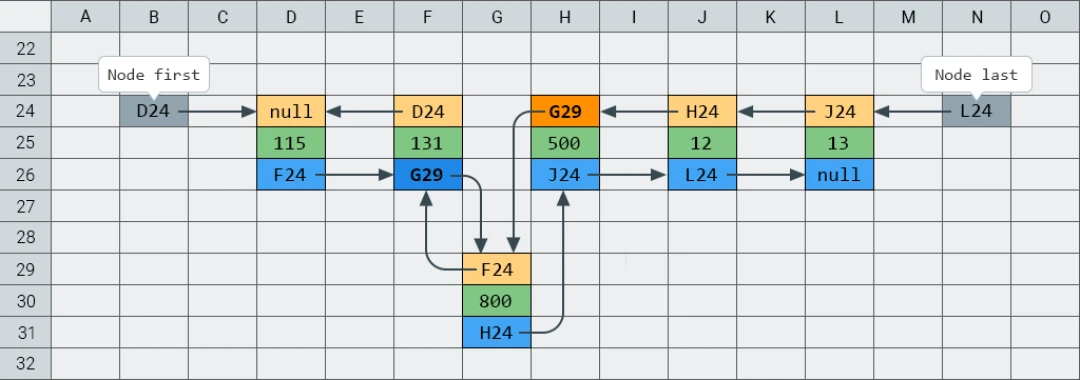 A B C D E F G H I J K L M N O
22
23
Node first Node last
24 D24 null D24 G29 H24 J24 L24
25 115 131 500 12 13
26 F24 G29 J24 L24 null
27
28
29 F24
30 800
31 H24
32